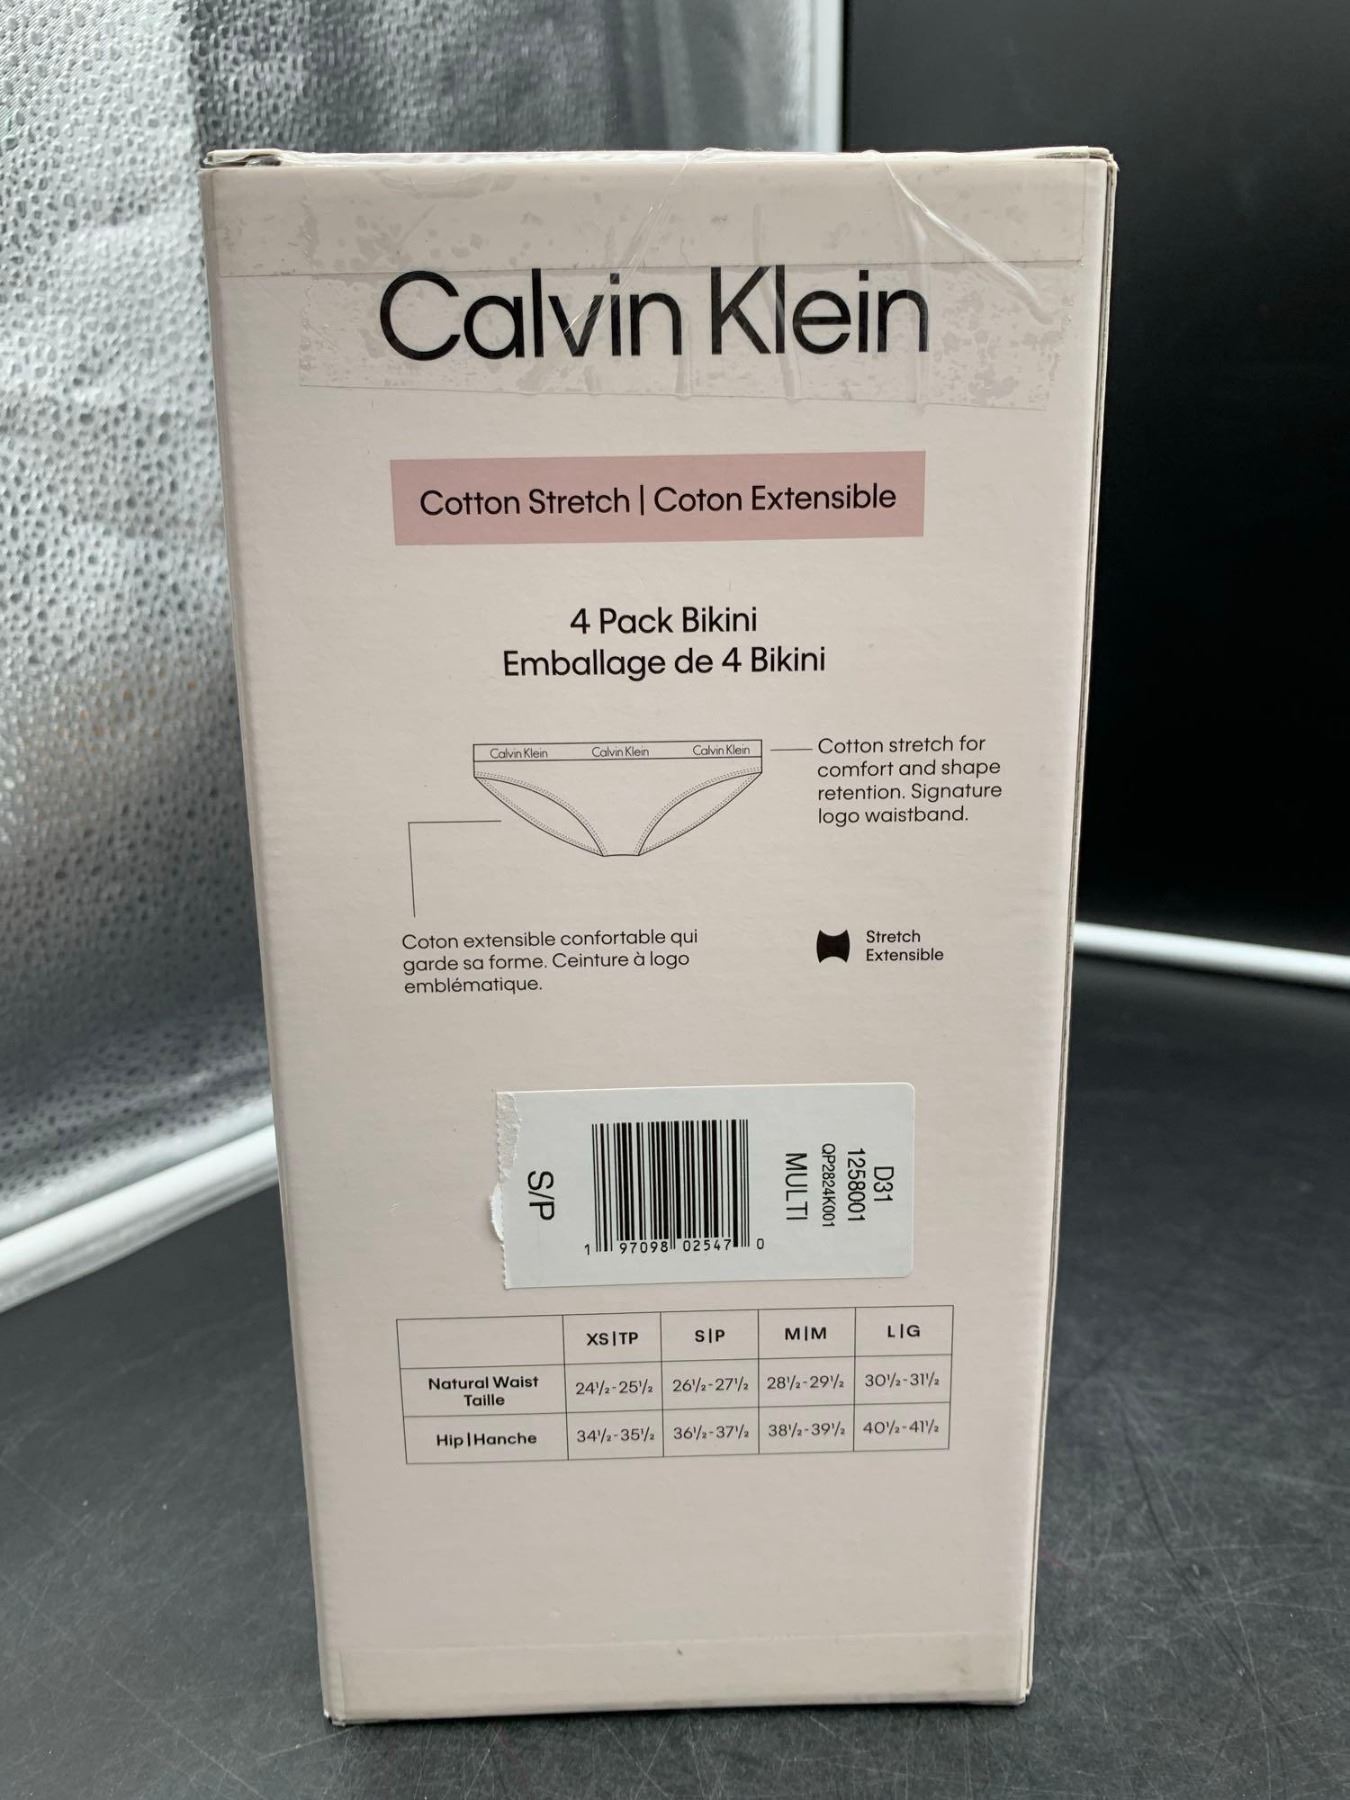 Calvin Klein
Cotton Stretch | Coton Extensible
4 Pack Bikini
Emballage de 4 Bikini
Calvin Klein Calvin Klein Calvin Klein
Cotton stretch for
comfort and shape
retention. Signature
logo waistband.
Coton extensible confortable qui
garde sa forme. Ceinture à logo
emblématique.
Stretch
Extensible
S/P
1 97098 02547 0
D31
1258001
QP2824K001
MULTI
XS|TP S|P M|M L|G
Natural Waist
Taille
24½-25½ 26½-27½ 28½-29½ 30½-31½
Hip|Hanche 34½-35½ 36½-37½ 38½-39½ 40½-41½